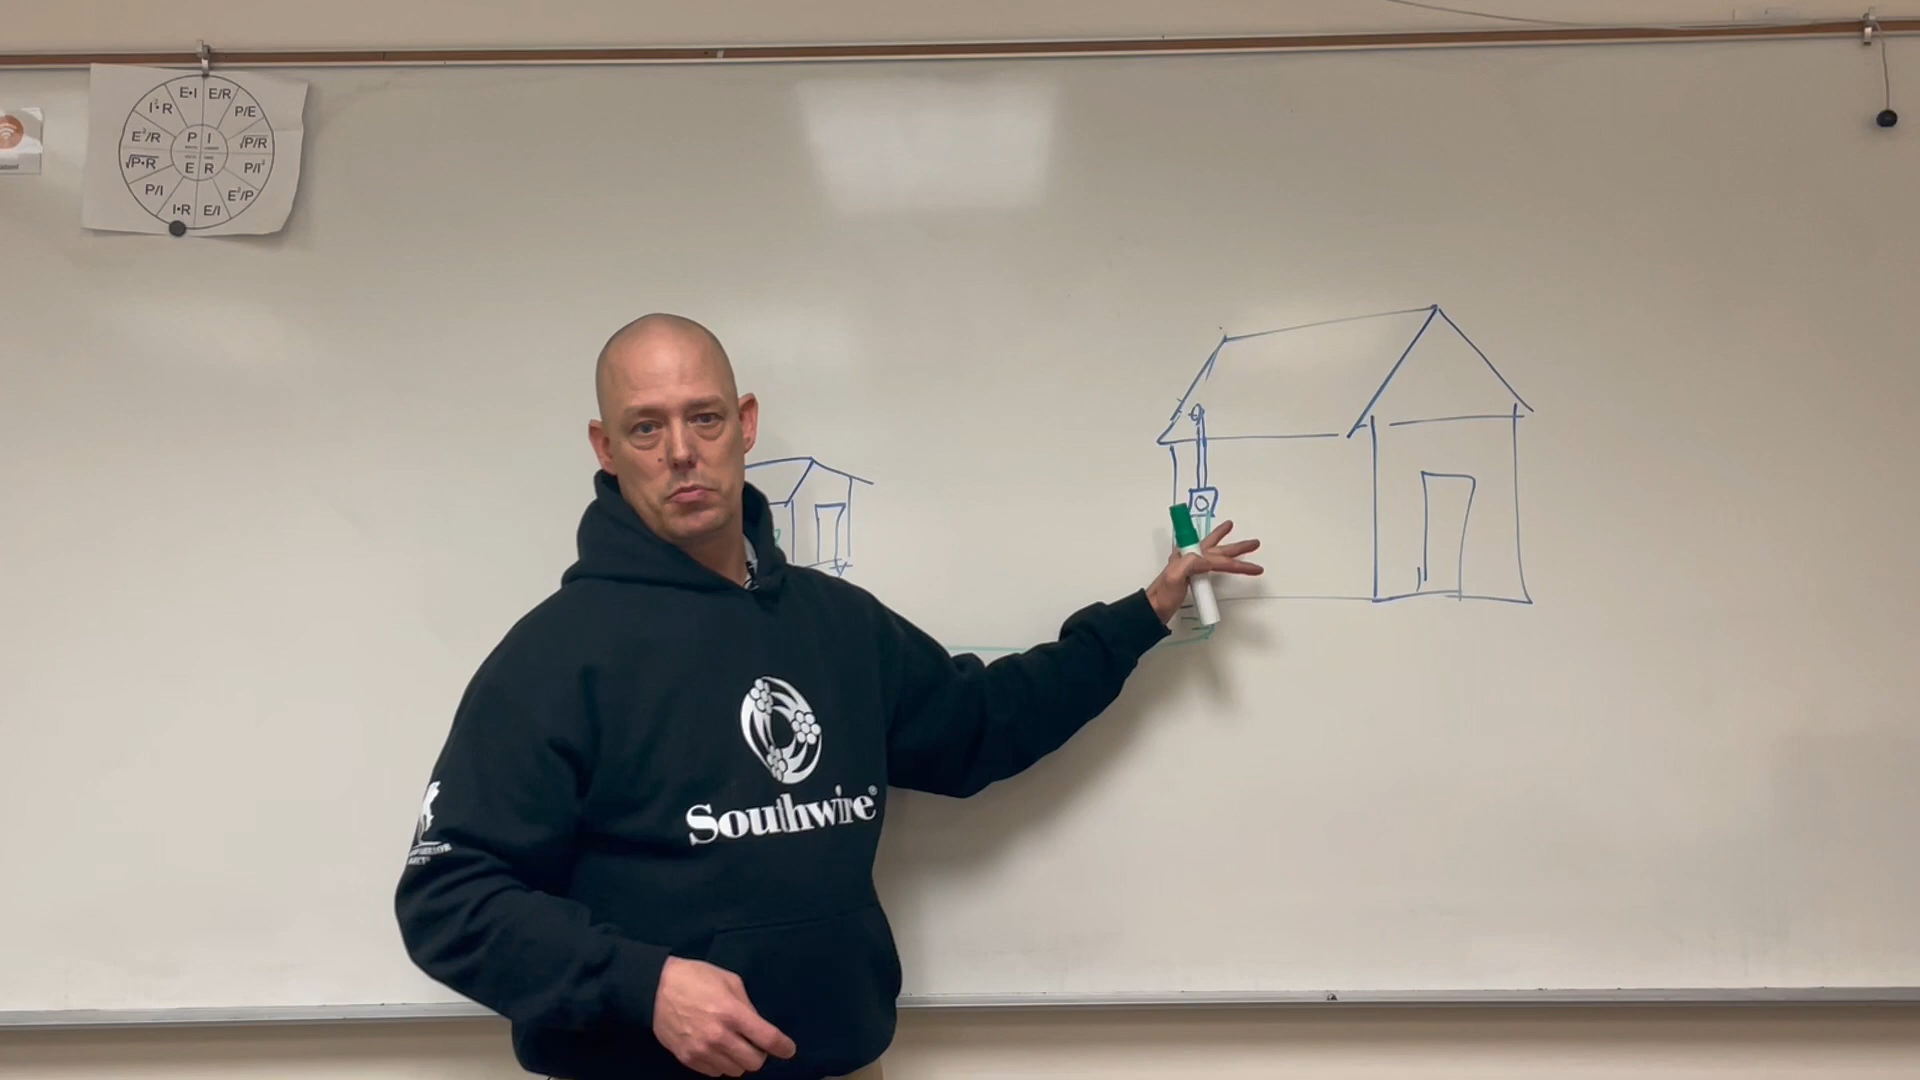 E•I
E/R
I²•R
P/E
E²/R
P
I
√P/R
√P•R
E
R
P/I²
P/I
E²/P
I•R
E/I
Southwire®